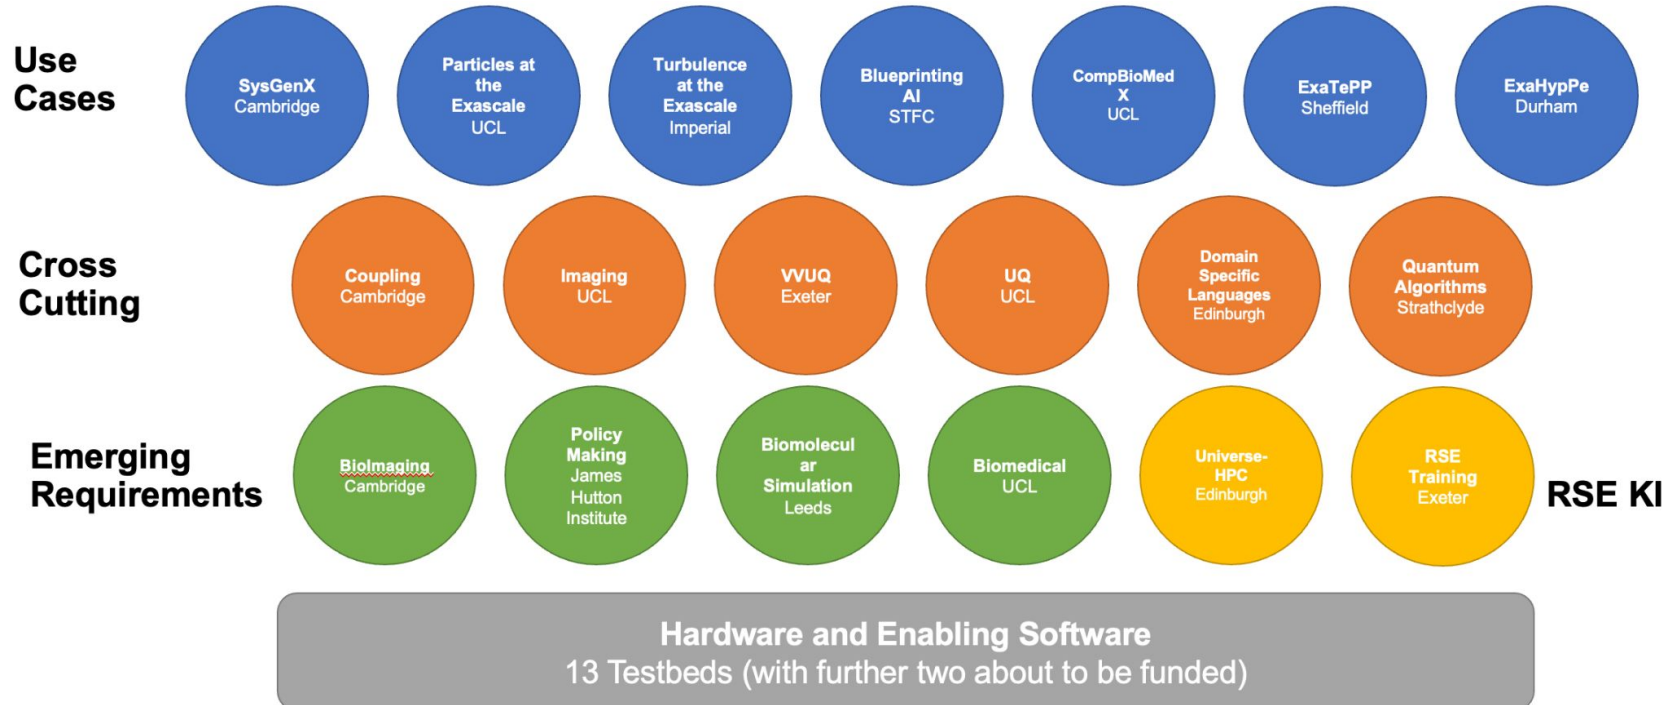 Use
Cases
SysGenX
Cambridge
Particles at
the
Exascale
UCL
Turbulence
at the
Exascale
Imperial
Blueprinting
AI
STFC
CompBioMed
X
UCL
ExaTePP
Sheffield
ExaHypPe
Durham
Cross
Cutting
Coupling
Cambridge
Imaging
UCL
VVUQ
Exeter
UQ
UCL
Domain
Specific
Languages
Edinburgh
Quantum
Algorithms
Strathclyde
Emerging
Requirements
BioImaging
Cambridge
Policy
Making
James
Hutton
Institute
Biomolecul
ar
Simulation
Leeds
Biomedical
UCL
Universe-
HPC
Edinburgh
RSE
Training
Exeter
RSE KI
Hardware and Enabling Software
13 Testbeds (with further two about to be funded)